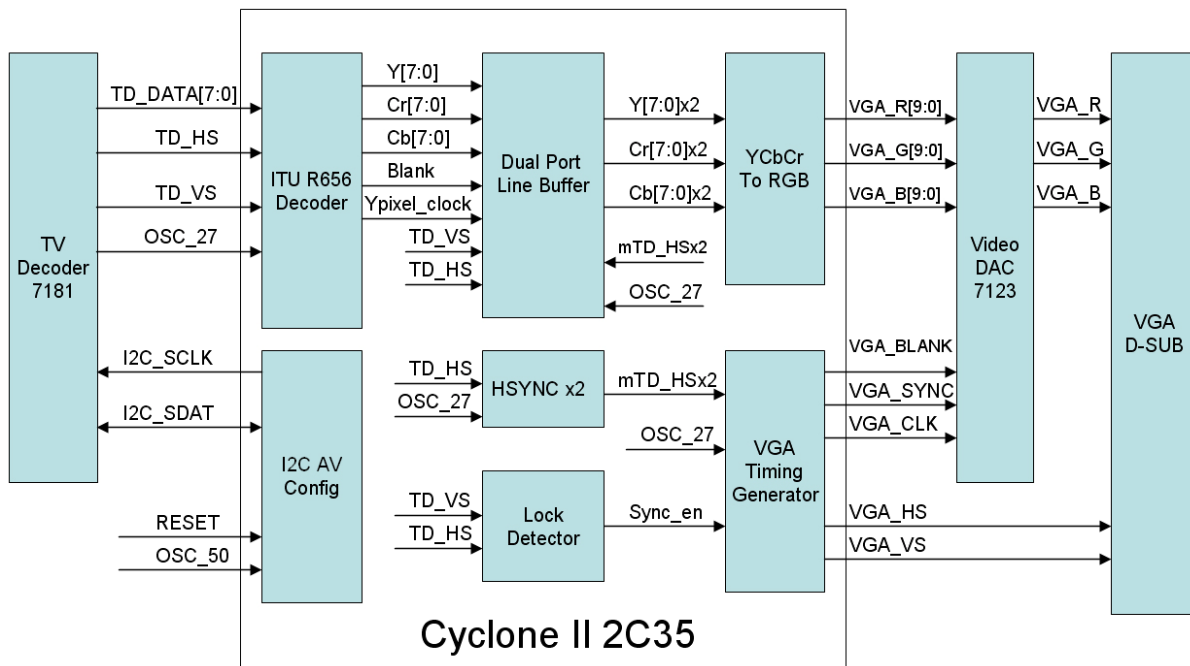 TV
Decoder
7181
TD_DATA[7:0]
TD_HS
TD_VS
OSC_27
I2C_SCLK
I2C_SDAT
RESET
OSC_50
ITU R656
Decoder
I2C AV
Config
Y[7:0]
Cr[7:0]
Cb[7:0]
Blank
Ypixel_clock
TD_VS
TD_HS
Dual Port
Line Buffer
Y[7:0]x2
Cr[7:0]x2
Cb[7:0]x2
mTD_HSx2
OSC_27
YCbCr
To RGB
TD_HS
OSC_27
HSYNC x2
mTD_HSx2
OSC_27
TD_VS
TD_HS
Lock
Detector
Sync_en
VGA
Timing
Generator
VGA_R[9:0]
VGA_G[9:0]
VGA_B[9:0]
VGA_BLANK
VGA_SYNC
VGA_CLK
VGA_HS
VGA_VS
Video
DAC
7123
VGA_R
VGA_G
VGA_B
VGA
D-SUB
Cyclone II 2C35